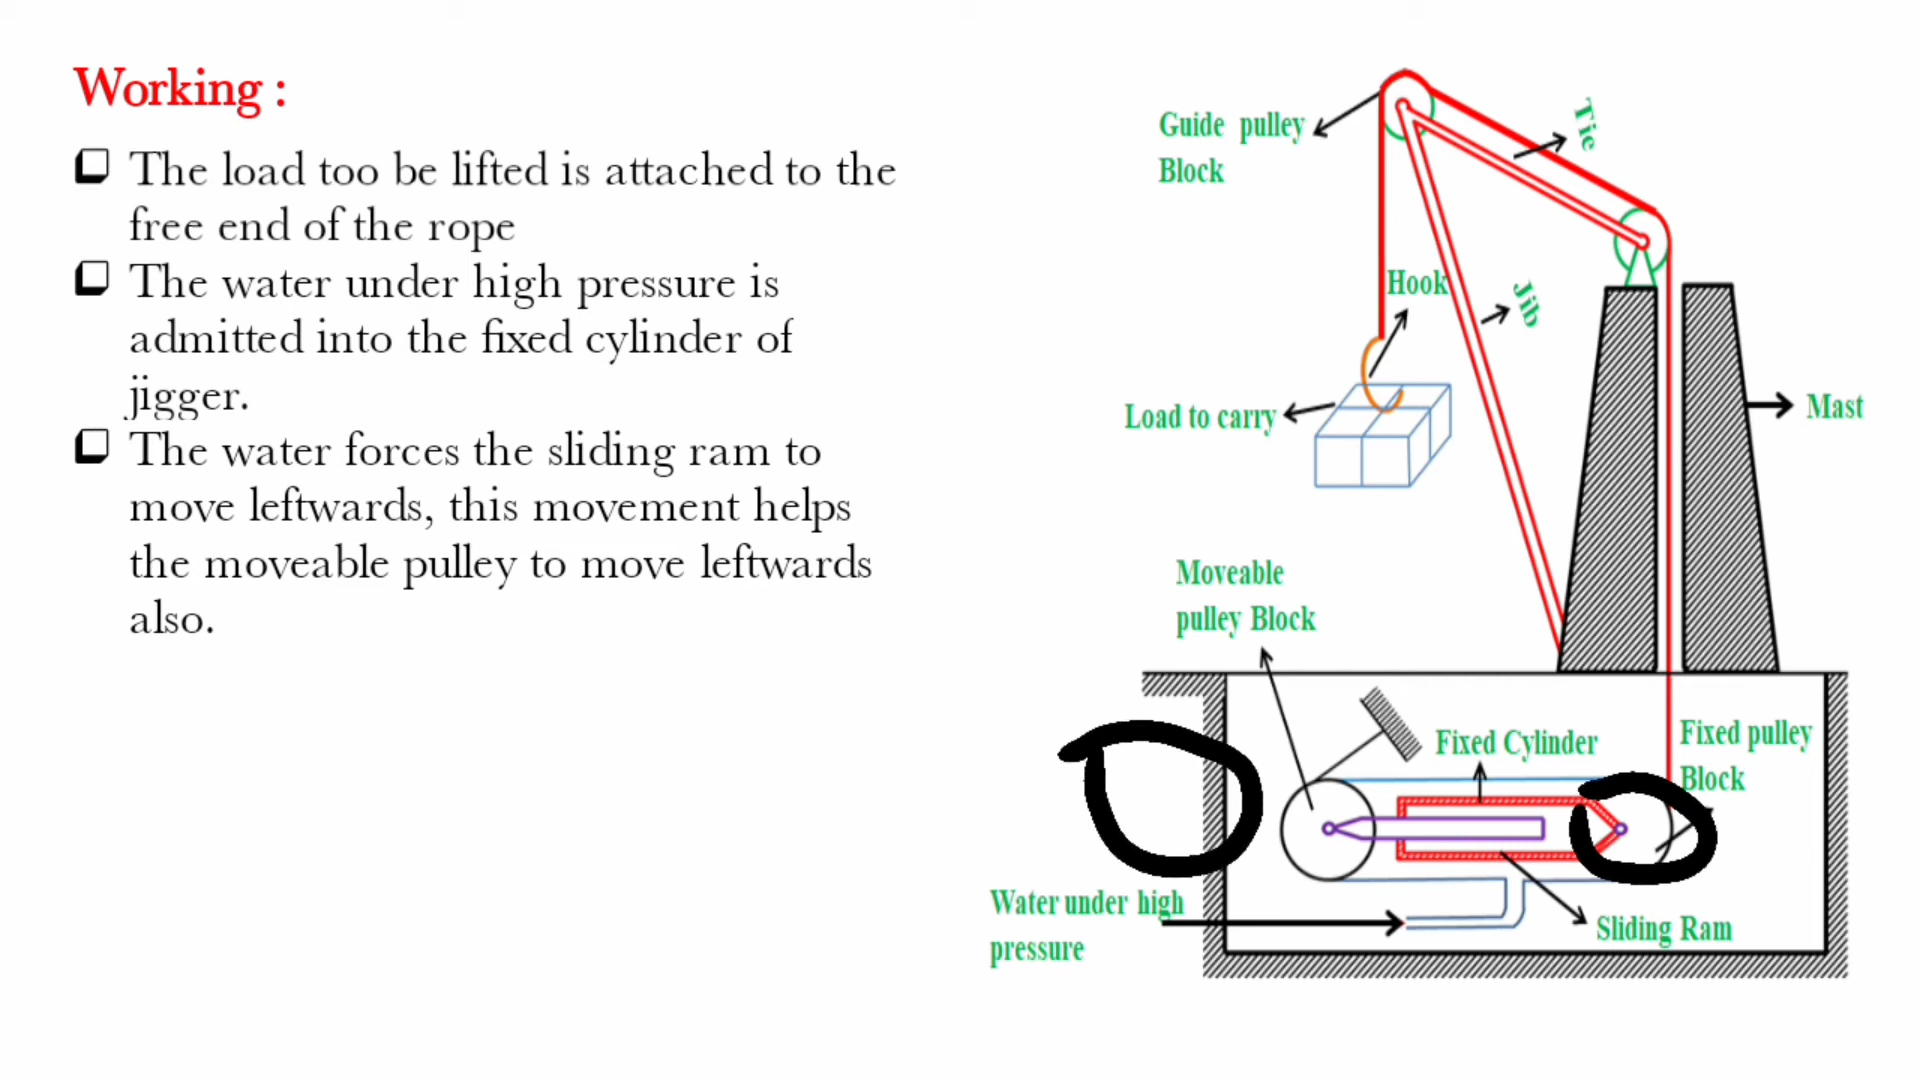 Working :
The load too be lifted is attached to the
free end of the rope
The water under high pressure is
admitted into the fixed cylinder of
jigger.
The water forces the sliding ram to
move leftwards, this movement helps
the moveable pulley to move leftwards
also.
Guide pulley
Block
Tie
Hook
Jib
Load to carry
Mast
Moveable
pulley Block
Fixed Cylinder
Fixed pulley
Block
Water under high
pressure
Sliding Ram